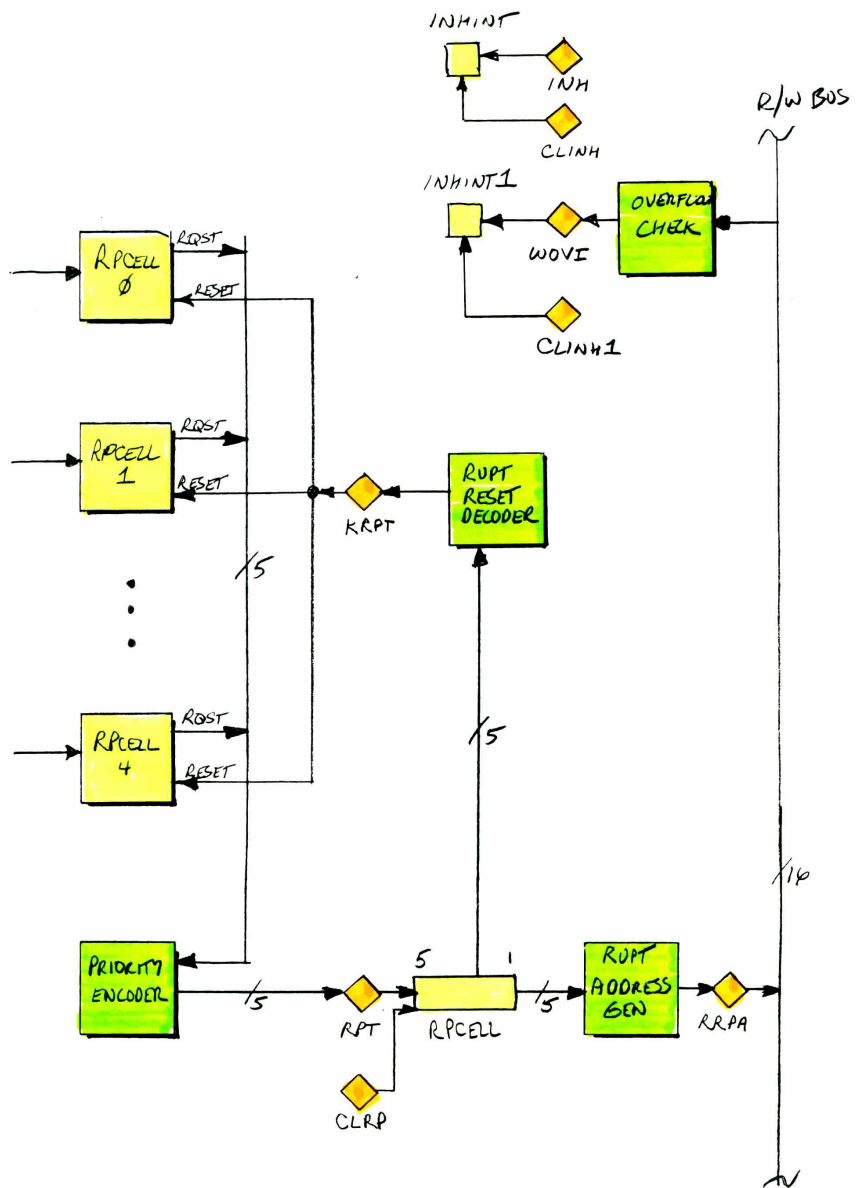 INHINT
INH
CLINH
R/W BUS
INHINT1
OVERFLOW
CHECK
WOVI
CLINH1
RPCELL
0
RQST
RESET
RPCELL
1
RQST
RESET
KRPT
RUPT
RESET
DECODER
/5
RPCELL
4
RQST
RESET
/5
/16
PRIORITY
ENCODER
/5
RPT
CLRP
5 1
RPCELL
/5
RUPT
ADDRESS
GEN
RRPA